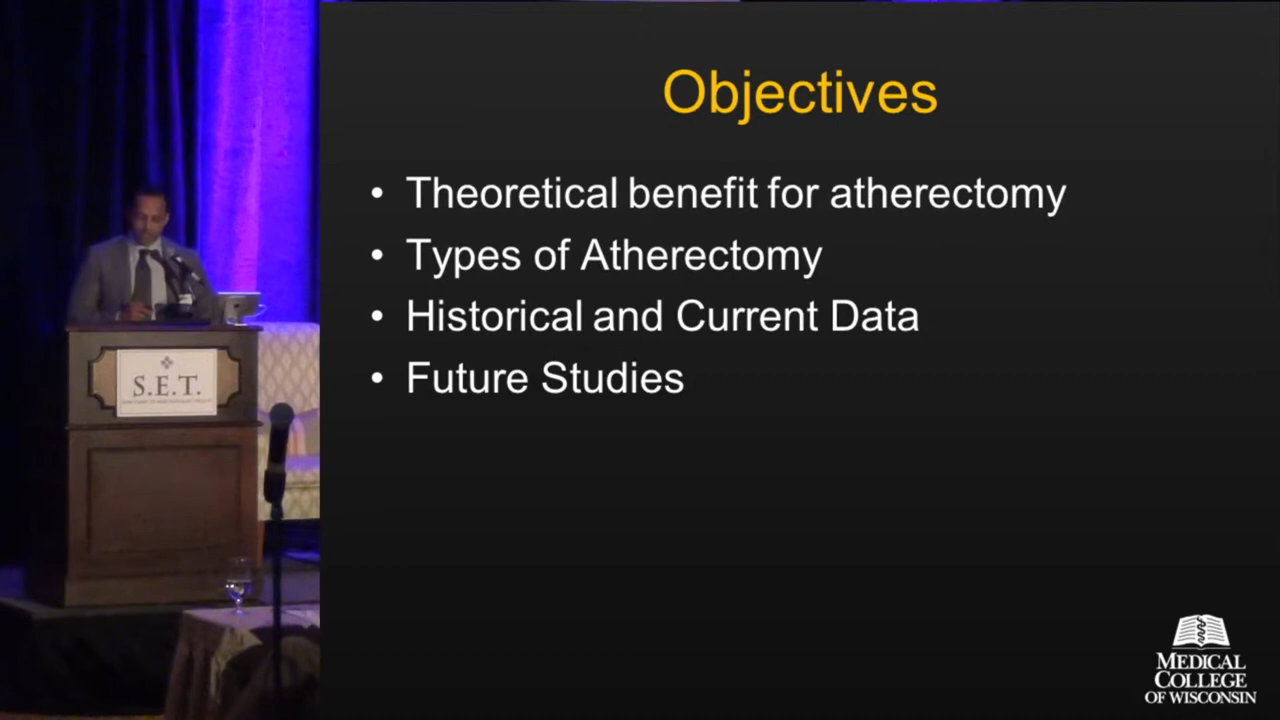 Objectives
• Theoretical benefit for atherectomy
• Types of Atherectomy
• Historical and Current Data
• Future Studies
S.E.T.
MEDICAL
COLLEGE
OF WISCONSIN